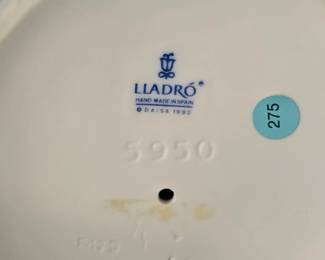 LLADRÓ
HAND MADE IN SPAIN
© DAISA 1992
275
5950